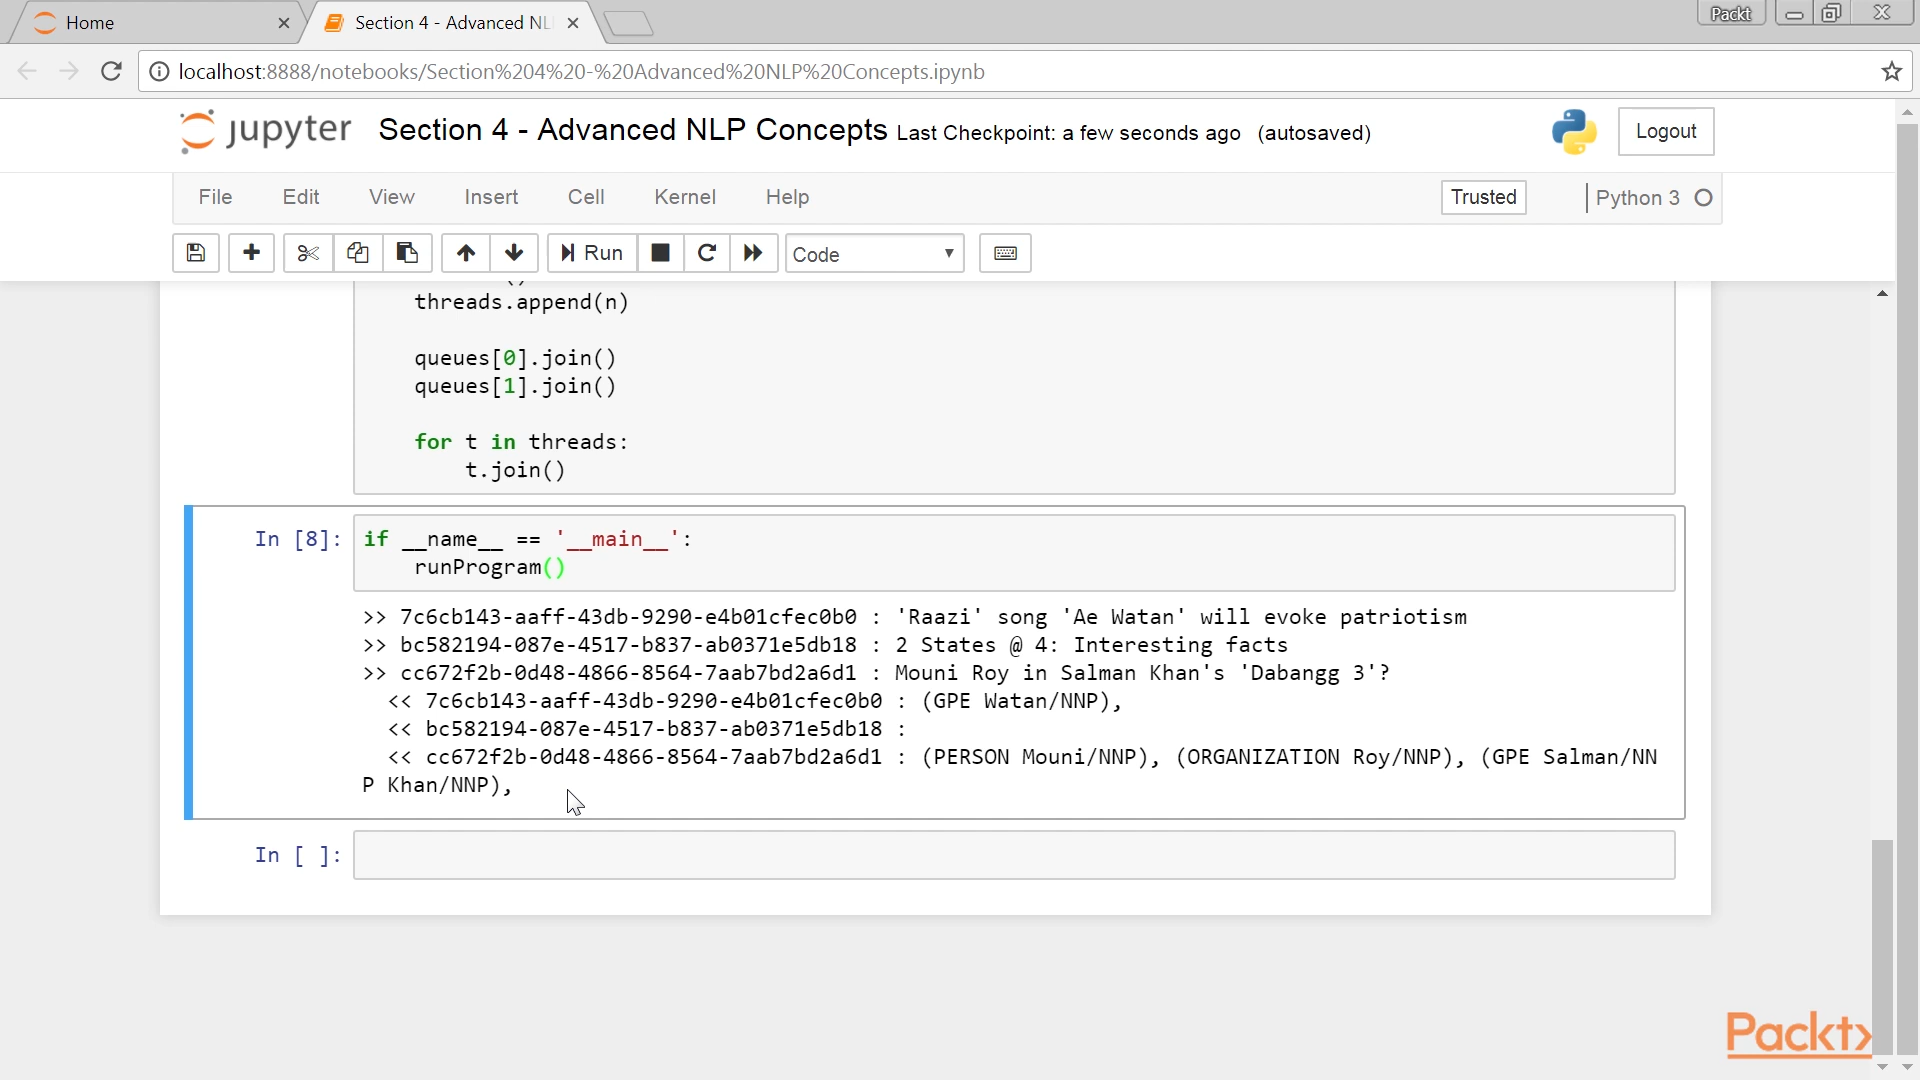 Home
Section 4 - Advanced NL
Packt
localhost:8888/notebooks/Section%204%20-%20Advanced%20NLP%20Concepts.ipynb
jupyter Section 4 - Advanced NLP Concepts Last Checkpoint: a few seconds ago (autosaved)
Logout
File Edit View Insert Cell Kernel Help
Trusted
Python 3
Run
Code
threads.append(n)
queues[0].join()
queues[1].join()
for t in threads:
t.join()
In [8]: if __name__ == '__main__':
runProgram()
>> 7c6cb143-aaff-43db-9290-e4b01cfec0b0 : 'Raazi' song 'Ae Watan' will evoke patriotism
>> bc582194-087e-4517-b837-ab0371e5db18 : 2 States @ 4: Interesting facts
>> cc672f2b-0d48-4866-8564-7aab7bd2a6d1 : Mouni Roy in Salman Khan's 'Dabangg 3'?
<< 7c6cb143-aaff-43db-9290-e4b01cfec0b0 : (GPE Watan/NNP),
<< bc582194-087e-4517-b837-ab0371e5db18 :
<< cc672f2b-0d48-4866-8564-7aab7bd2a6d1 : (PERSON Mouni/NNP), (ORGANIZATION Roy/NNP), (GPE Salman/NN
P Khan/NNP),
In [ ]:
Packt